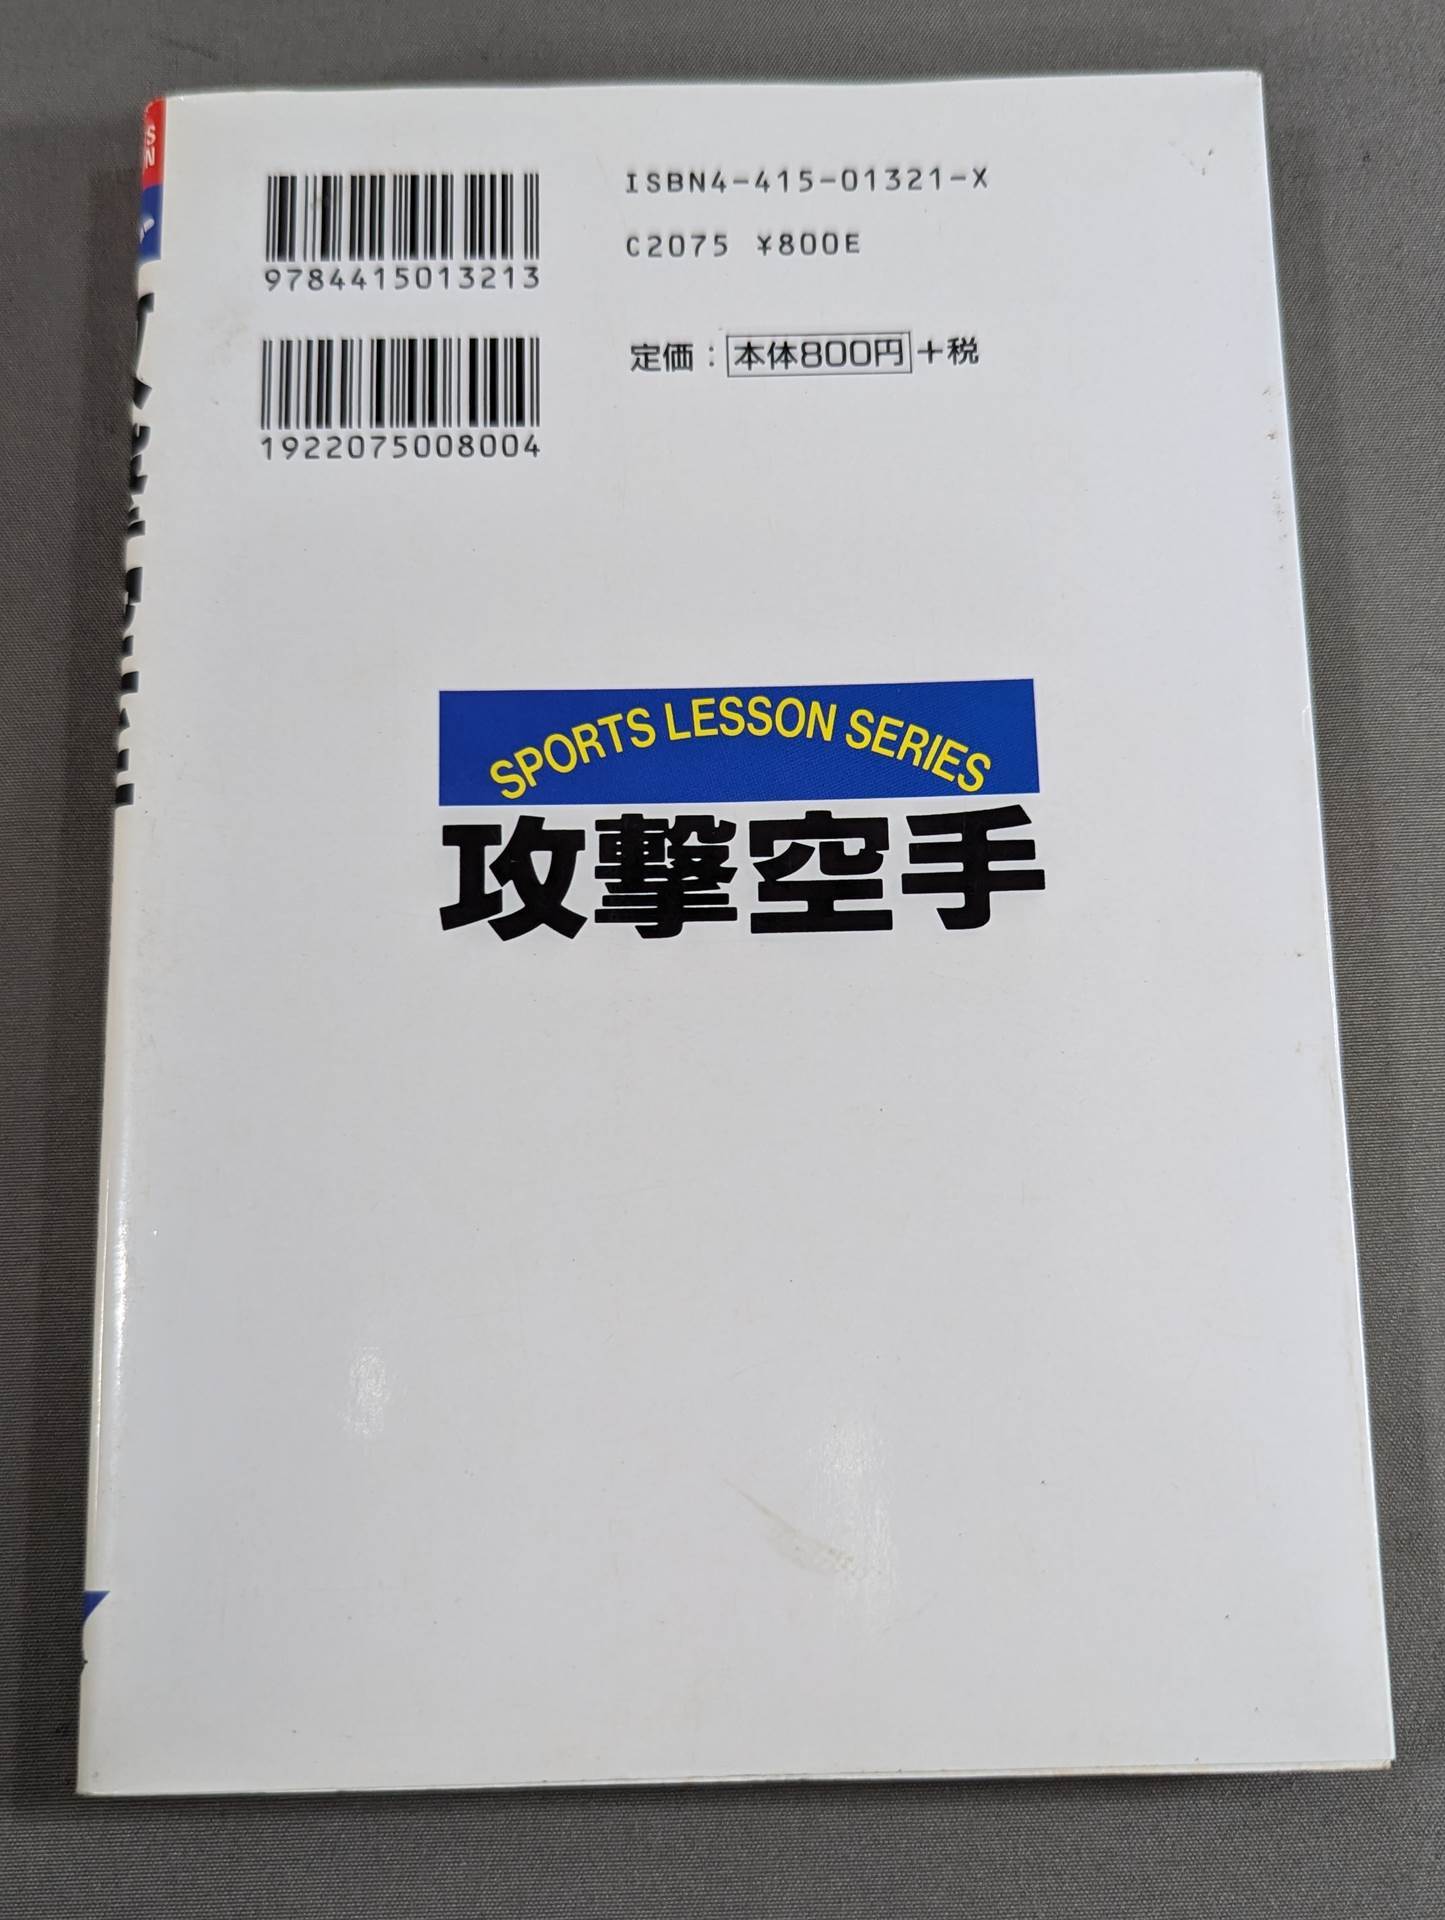 ISBN4-415-01321-X
C2075 ¥800E
9784415013213
定価：本体800円+税
1922075008004
SPORTS LESSON SERIES
攻撃空手